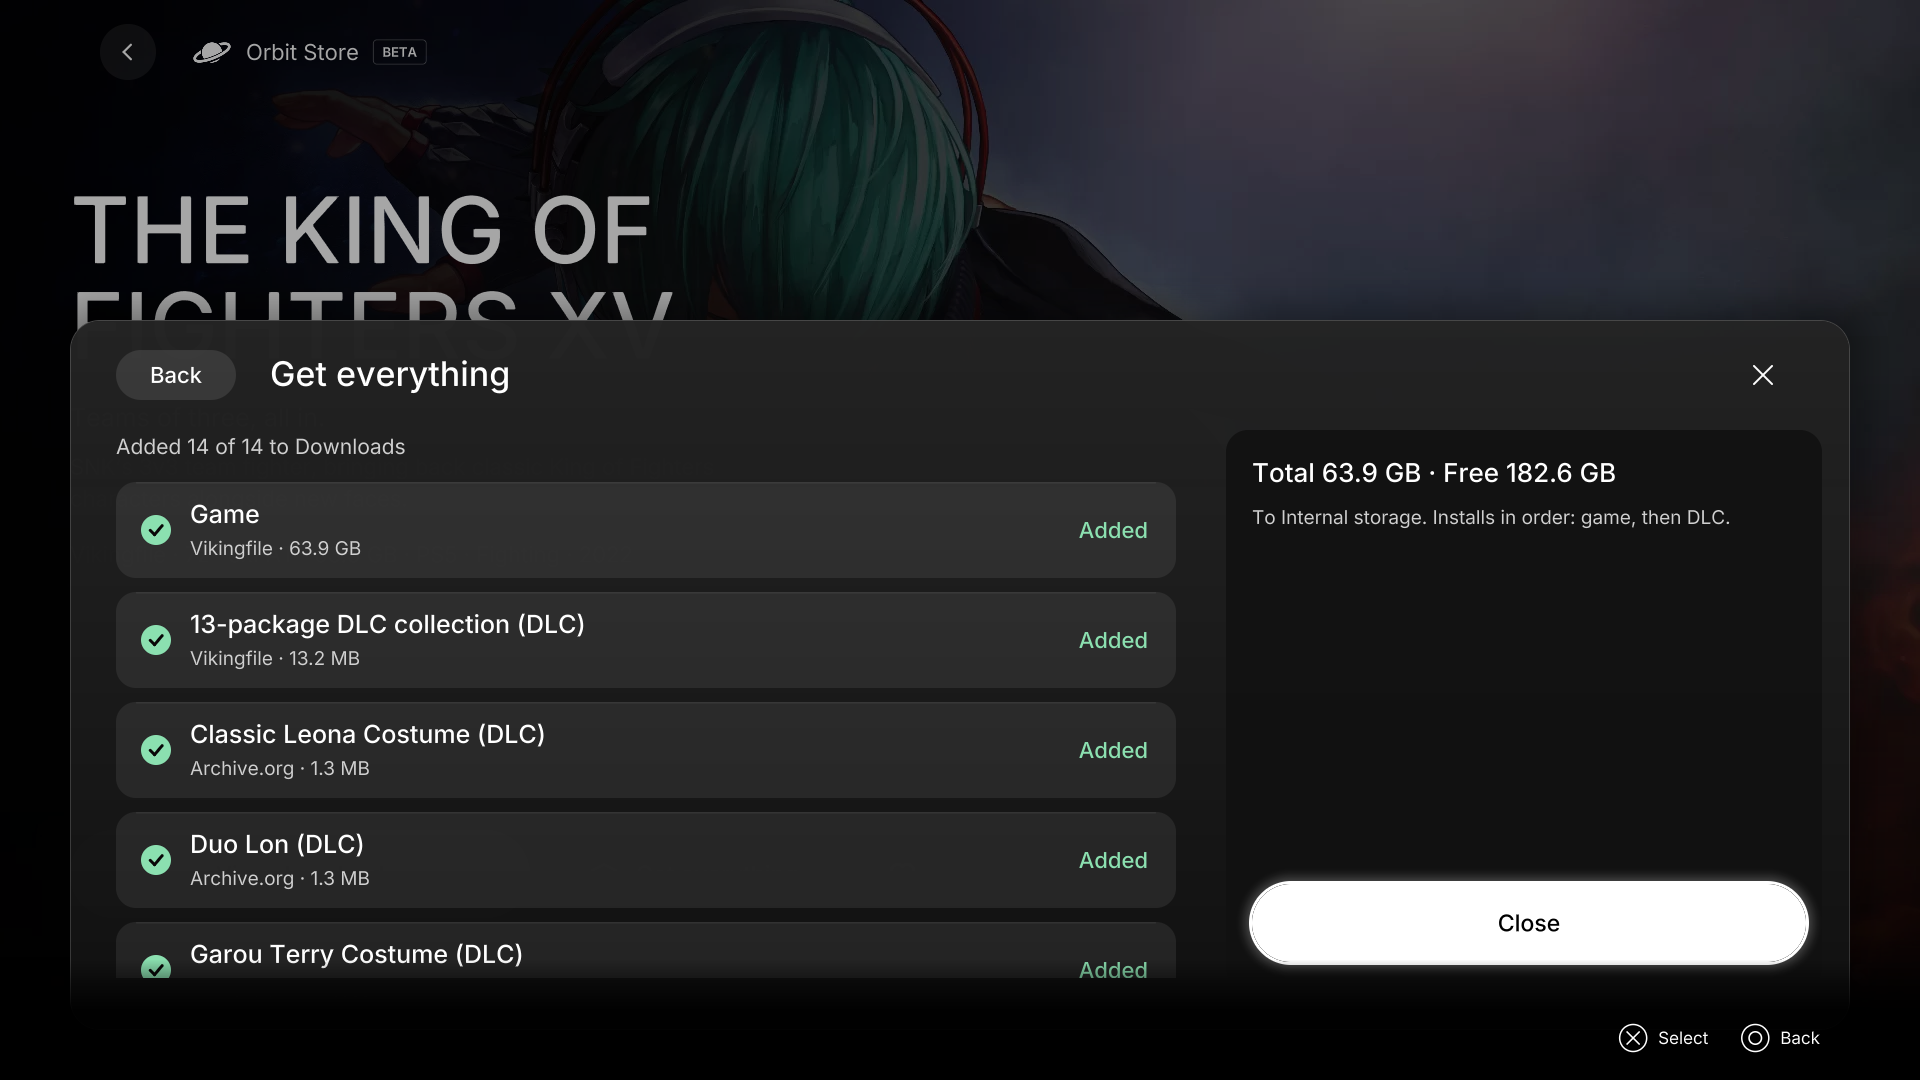 Orbit Store BETA
THE KING OF
FIGHTERS XV
Back Get everything
Added 14 of 14 to Downloads
Game
Vikingfile · 63.9 GB
Added
13-package DLC collection (DLC)
Vikingfile · 13.2 MB
Added
Classic Leona Costume (DLC)
Archive.org · 1.3 MB
Added
Duo Lon (DLC)
Archive.org · 1.3 MB
Added
Garou Terry Costume (DLC)
Added
Total 63.9 GB · Free 182.6 GB
To Internal storage. Installs in order: game, then DLC.
Close
Select Back